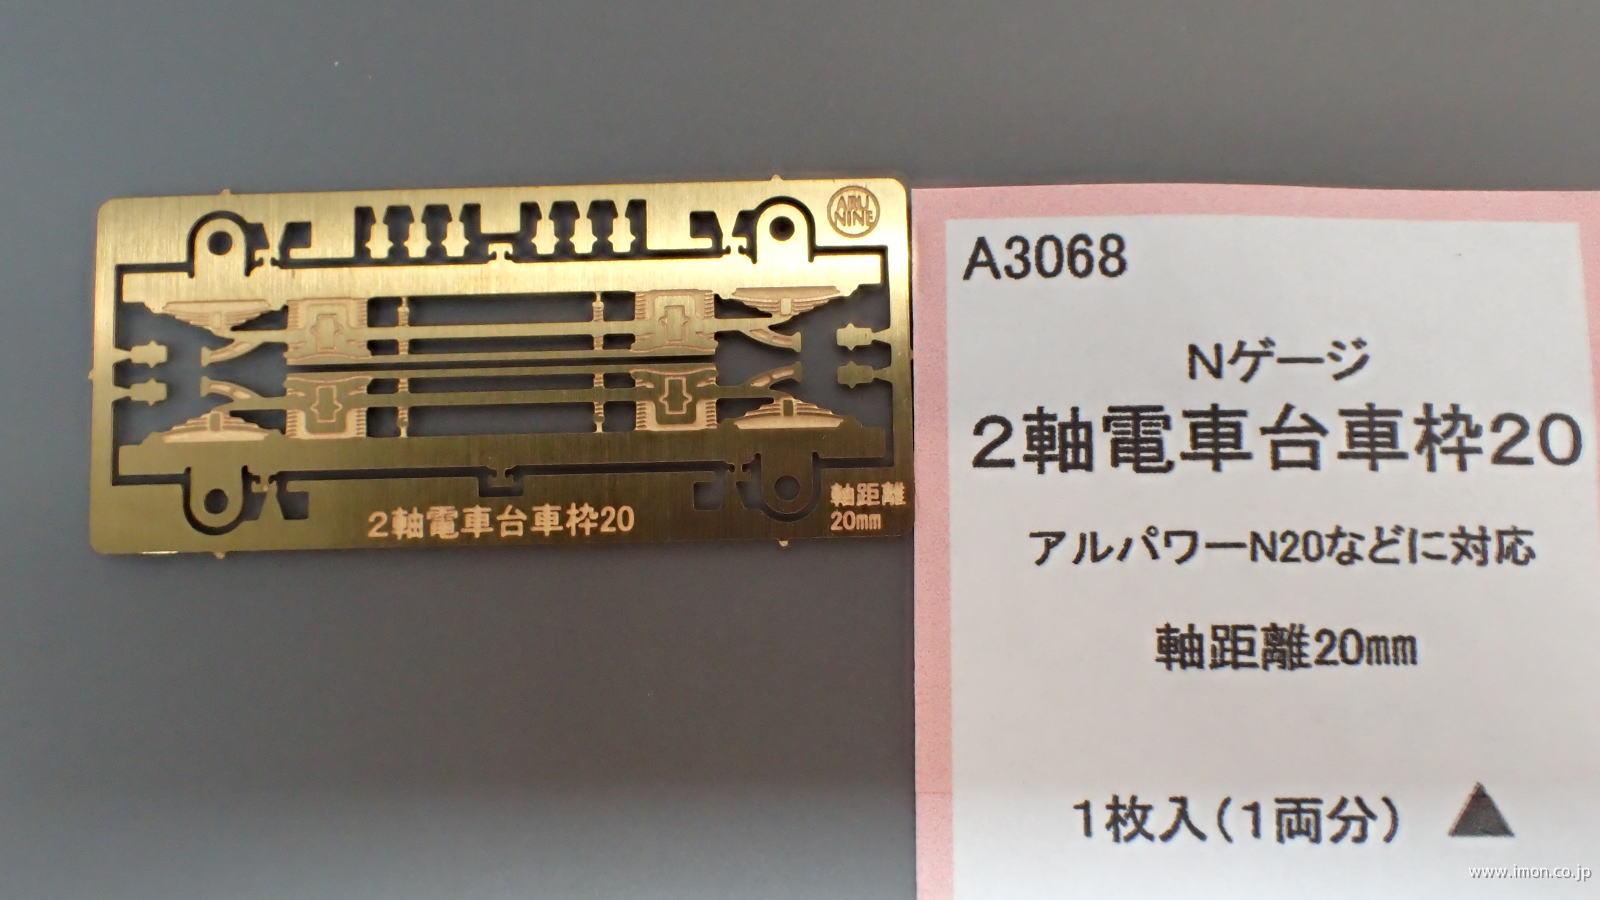 ARU
NINE
2軸電車台車枠20
軸距離
20mm
A3068
Nゲージ
2軸電車台車枠20
アルパワーN20などに対応
軸距離20mm
1枚入(1両分) ▲
www.imon.co.jp